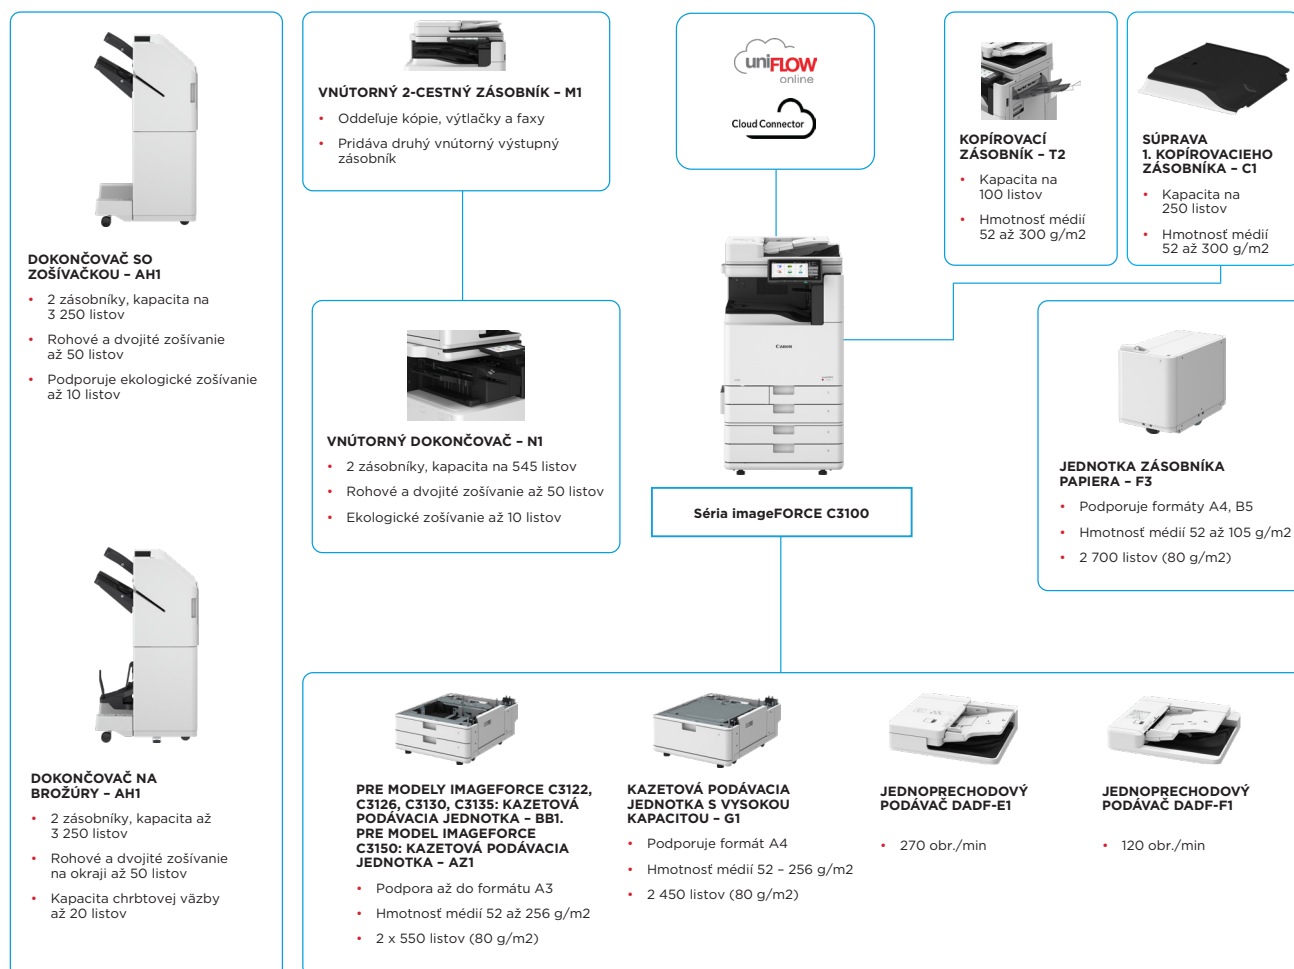 DOKONČOVAČ SO
ZOŠÍVAČKOU – AH1
• 2 zásobníky, kapacita na
3 250 listov
• Rohové a dvojité zošívanie
až 50 listov
• Podporuje ekologické zošívanie
až 10 listov
DOKONČOVAČ NA
BROŽÚRY – AH1
• 2 zásobníky, kapacita až
3 250 listov
• Rohové a dvojité zošívanie
na okraji až 50 listov
• Kapacita chrbtovej väzby
až 20 listov
VNÚTORNÝ 2-CESTNÝ ZÁSOBNÍK – M1
• Oddeľuje kópie, výtlačky a faxy
• Pridáva druhý vnútorný výstupný
zásobník
VNÚTORNÝ DOKONČOVAČ – N1
• 2 zásobníky, kapacita na 545 listov
• Rohové a dvojité zošívanie až 50 listov
• Ekologické zošívanie až 10 listov
uniFLOW
online
Cloud Connector
Canon
Séria imageFORCE C3100
KOPÍROVACÍ
ZÁSOBNÍK – T2
• Kapacita na
100 listov
• Hmotnosť médií
52 až 300 g/m2
SÚPRAVA
1. KOPÍROVACIEHO
ZÁSOBNÍKA – C1
• Kapacita na
250 listov
• Hmotnosť médií
52 až 300 g/m2
JEDNOTKA ZÁSOBNÍKA
PAPIERA – F3
• Podporuje formáty A4, B5
• Hmotnosť médií 52 až 105 g/m2
• 2 700 listov (80 g/m2)
PRE MODELY IMAGEFORCE C3122,
C3126, C3130, C3135: KAZETOVÁ
PODÁVACIA JEDNOTKA – BB1.
PRE MODEL IMAGEFORCE
C3150: KAZETOVÁ PODÁVACIA
JEDNOTKA – AZ1
• Podpora až do formátu A3
• Hmotnosť médií 52 až 256 g/m2
• 2 x 550 listov (80 g/m2)
KAZETOVÁ PODÁVACIA
JEDNOTKA S VYSOKOU
KAPACITOU – G1
• Podporuje formát A4
• Hmotnosť médií 52 – 256 g/m2
• 2 450 listov (80 g/m2)
JEDNOPRECHODOVÝ
PODÁVAČ DADF-E1
• 270 obr./min
JEDNOPRECHODOVÝ
PODÁVAČ DADF-F1
• 120 obr./min